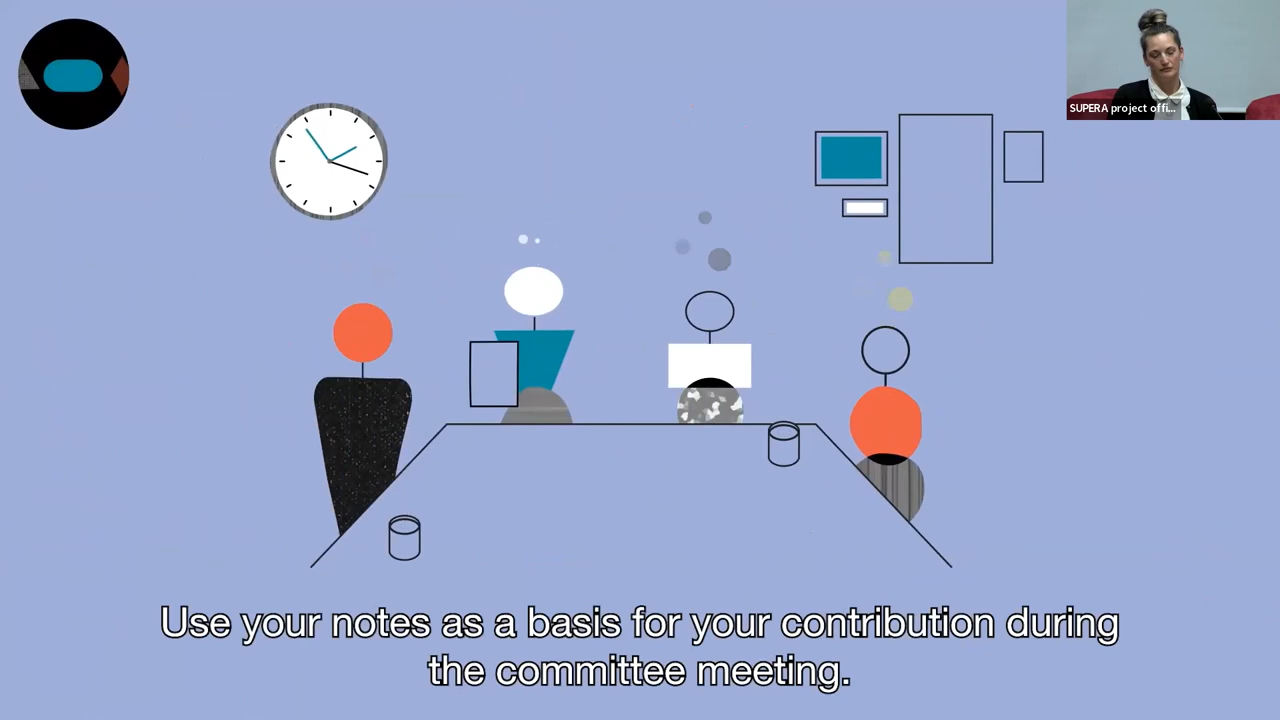 SUPERA project offi...
Use your notes as a basis for your contribution during
the committee meeting.